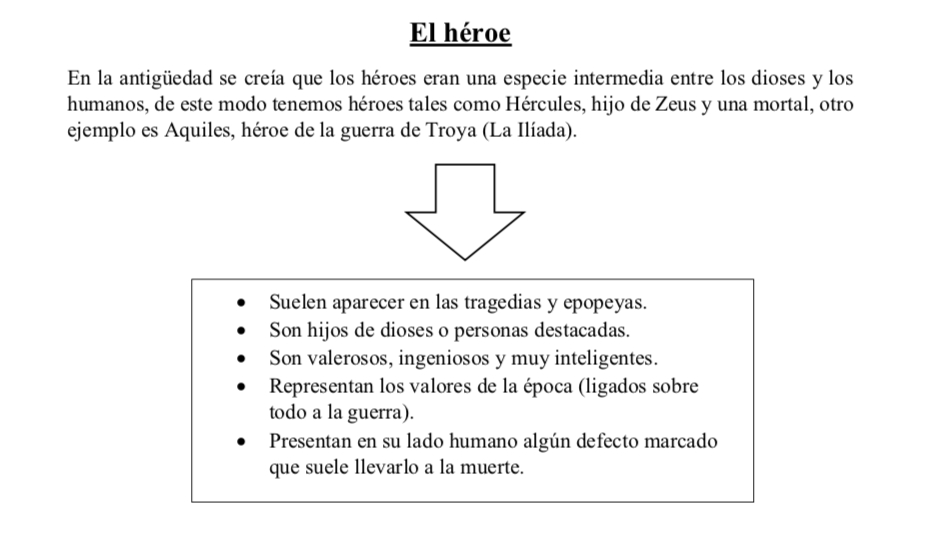 El héroe
En la antigüedad se creía que los héroes eran una especie intermedia entre los dioses y los
humanos, de este modo tenemos héroes tales como Hércules, hijo de Zeus y una mortal, otro
ejemplo es Aquiles, héroe de la guerra de Troya (La Ilíada).
• Suelen aparecer en las tragedias y epopeyas.
• Son hijos de dioses o personas destacadas.
• Son valerosos, ingeniosos y muy inteligentes.
• Representan los valores de la época (ligados sobre
todo a la guerra).
• Presentan en su lado humano algún defecto marcado
que suele llevarlo a la muerte.